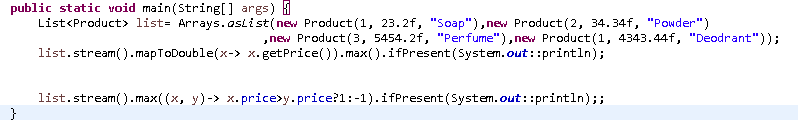 public static void main(String[] args) {
List<Product> list= Arrays.asList(new Product(1, 23.2f, "Soap"),new Product(2, 34.34f, "Powder")
,new Product(3, 5454.2f, "Perfume"),new Product(1, 4343.44f, "Deodrant"));
list.stream().mapToDouble(x-> x.getPrice()).max().ifPresent(System.out::println);
list.stream().max((x, y)-> x.price>y.price?1:-1).ifPresent(System.out::println);;
}